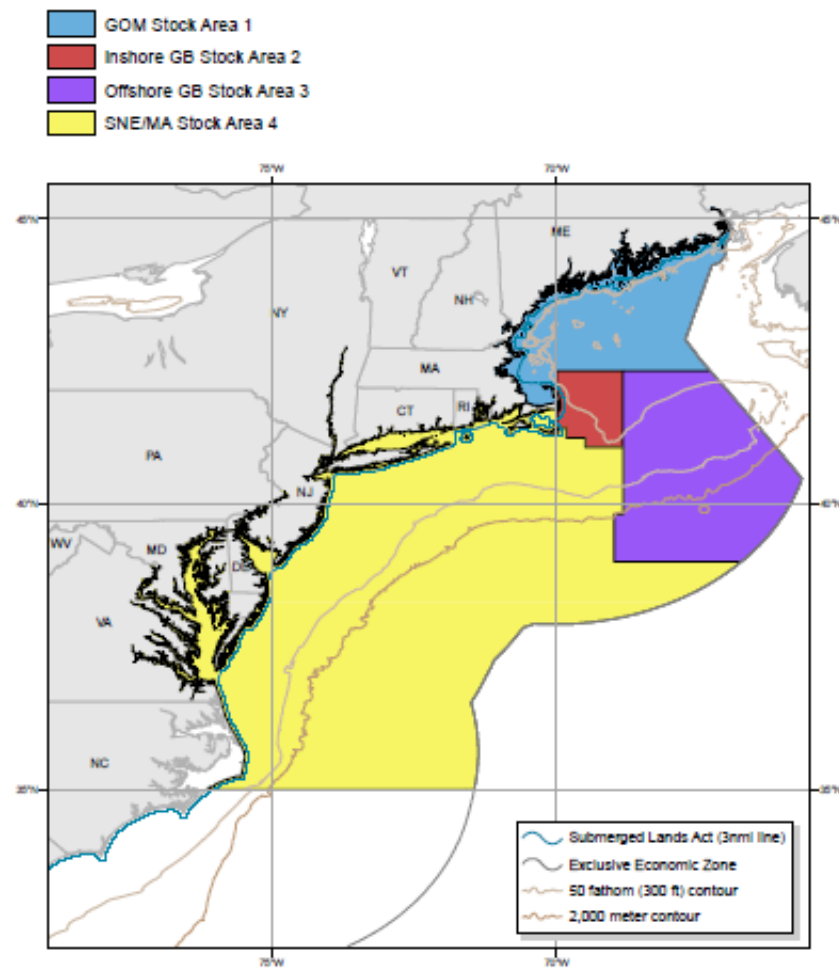 GOM Stock Area 1
Inshore GB Stock Area 2
Offshore GB Stock Area 3
SNE/MA Stock Area 4
75°W 70°W
45°N 45°N
ME
VT
NH
NY
MA
CT RI
PA
NJ
40°N 40°N
WV MD
DE
VA
NC
35°N 35°N
Submerged Lands Act (3nmi line)
Exclusive Economic Zone
50 fathom (300 ft) contour
2,000 meter contour
75°W 70°W